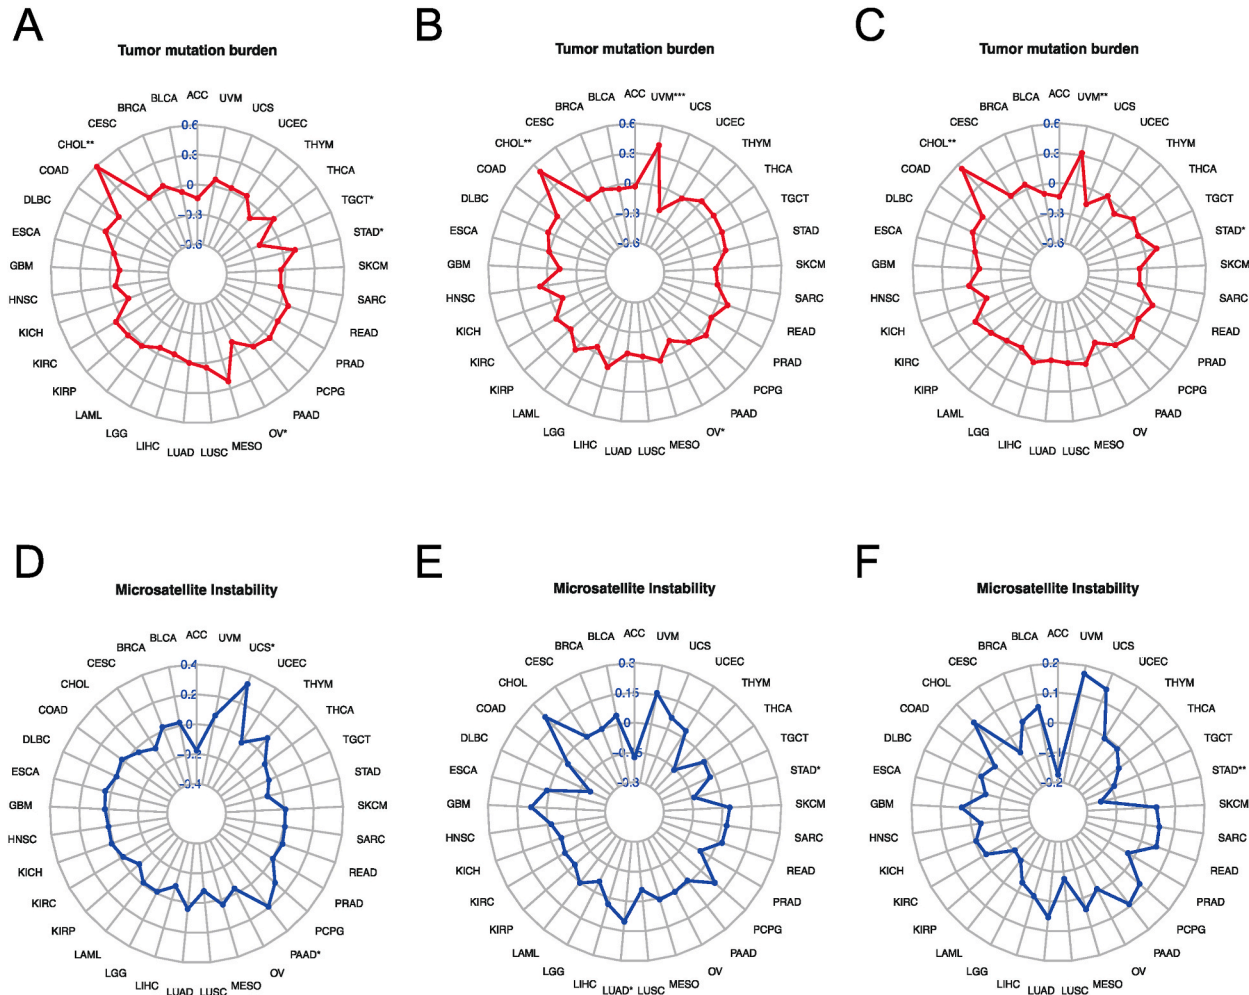 A
Tumor mutation burden
ACC
UVM
UCS
UCEC
THYM
THCA
TGCT*
STAD*
SKCM
SARC
READ
PRAD
PCPG
PAAD
OV*
MESO
LUSC
LUAD
LIHC
LGG
LAML
KIRP
KIRC
KICH
HNSC
GBM
ESCA
DLBC
COAD
CHOL**
CESC
BRCA
BLCA
0.6
0.3
0
-0.3
-0.6
B
Tumor mutation burden
ACC
UVM***
UCS
UCEC
THYM
THCA
TGCT
STAD
SKCM
SARC
READ
PRAD
PCPG
PAAD
OV*
MESO
LUSC
LUAD
LIHC
LGG
LAML
KIRP
KIRC
KICH
HNSC
GBM
ESCA
DLBC
COAD
CHOL**
CESC
BRCA
BLCA
0.6
0.3
0
-0.3
-0.6
C
Tumor mutation burden
ACC
UVM**
UCS
UCEC
THYM
THCA
TGCT
STAD*
SKCM
SARC
READ
PRAD
PCPG
PAAD
OV
MESO
LUSC
LUAD
LIHC
LGG
LAML
KIRP
KIRC
KICH
HNSC
GBM
ESCA
DLBC
COAD
CHOL**
CESC
BRCA
BLCA
0.6
0.3
0
-0.3
-0.6
D
Microsatellite Instability
ACC
UVM
UCS*
UCEC
THYM
THCA
TGCT
STAD
SKCM
SARC
READ
PRAD
PCPG
PAAD*
OV
MESO
LUSC
LUAD
LIHC
LGG
LAML
KIRP
KIRC
KICH
HNSC
GBM
ESCA
DLBC
COAD
CHOL
CESC
BRCA
BLCA
0.4
0.2
0
-0.2
-0.4
E
Microsatellite Instability
ACC
UVM
UCS
UCEC
THYM
THCA
TGCT
STAD*
SKCM
SARC
READ
PRAD
PCPG
PAAD
OV
MESO
LUSC
LUAD*
LIHC
LGG
LAML
KIRP
KIRC
KICH
HNSC
GBM
ESCA
DLBC
COAD
CHOL
CESC
BRCA
BLCA
0.3
0.15
0
-0.15
-0.3
F
Microsatellite Instability
ACC
UVM
UCS
UCEC
THYM
THCA
TGCT
STAD**
SKCM
SARC
READ
PRAD
PCPG
PAAD
OV
MESO
LUSC
LUAD
LIHC
LGG
LAML
KIRP
KIRC
KICH
HNSC
GBM
ESCA
DLBC
COAD
CHOL
CESC
BRCA
BLCA
0.2
0.1
0
-0.1
-0.2